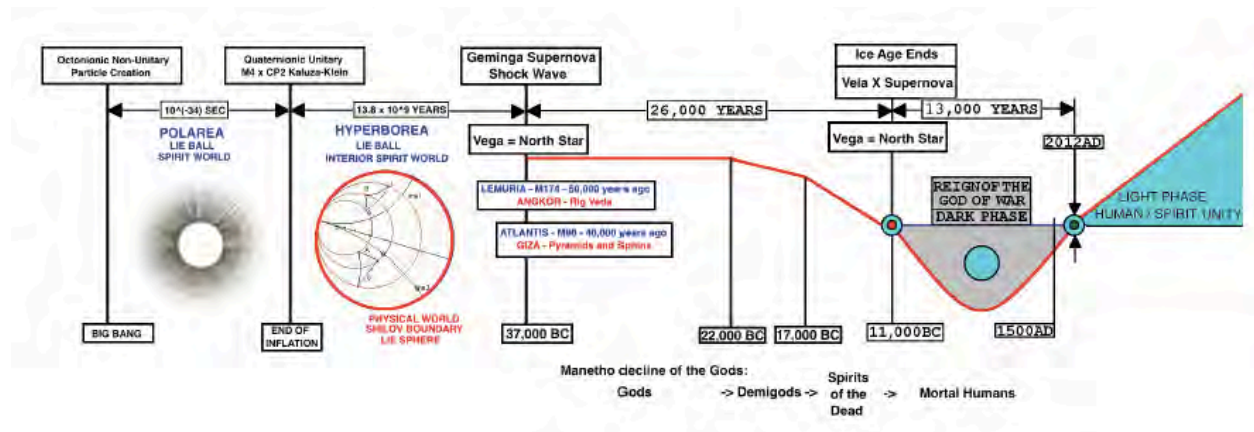 Octonionic Non-Unitary
Particle Creation
Quaternionic Unitary
M4 x CP2 Kaluza-Klein
Geminga Supernova
Shock Wave
Ice Age Ends
Vela X Supernova
10^(-34) SEC
13.8 x 10^9 YEARS
26,000 YEARS
13,000 YEARS
POLAREA
LIE BALL
SPIRIT WORLD
HYPERBOREA
LIE BALL
INTERIOR SPIRIT WORLD
Vega = North Star
Vega = North Star
2012AD
LEMURIA - M174 - 60,000 years ago
ANGKOR - Rig Veda
ATLANTIS - M96 - 40,000 years ago
GIZA - Pyramids and Sphinx
REIGNOFTHE
GOD OF WAR
DARK PHASE
LIGHT PHASE
HUMAN / SPIRIT UNITY
PHYSICAL WORLD
SHILOV BOUNDARY
LIE SPHERE
BIG BANG
END OF
INFLATION
37,000 BC
22,000 BC
17,000 BC
11,000BC
1500AD
Manetho decline of the Gods:
Gods
-> Demigods ->
Spirits
of the
Dead
->
Mortal Humans